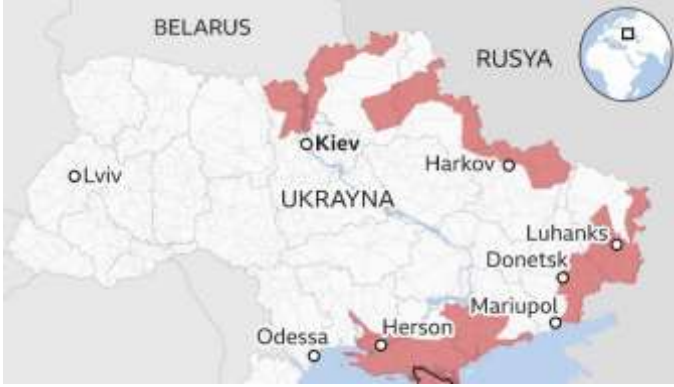 BELARUS
RUSYA
Kiev
Harkov
Lviv
UKRAYNA
Luhanks
Donetsk
Mariupol
Herson
Odessa